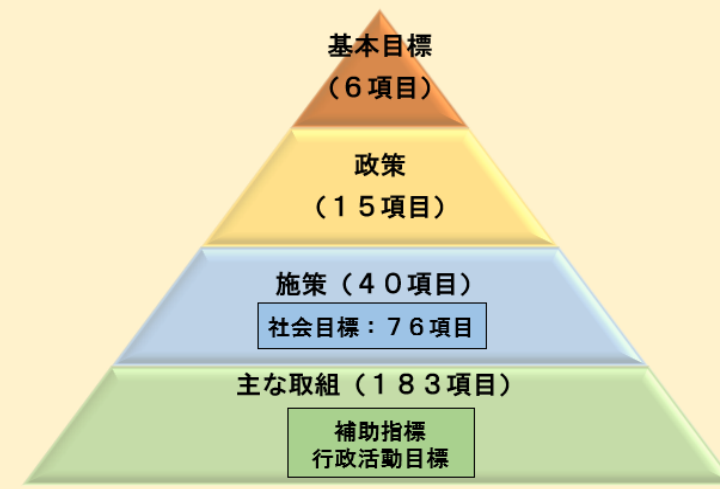 基本目標
（６項目）
政策
（１５項目）
施策（４０項目）
社会目標：７６項目
主な取組（１８３項目）
補助指標
行政活動目標